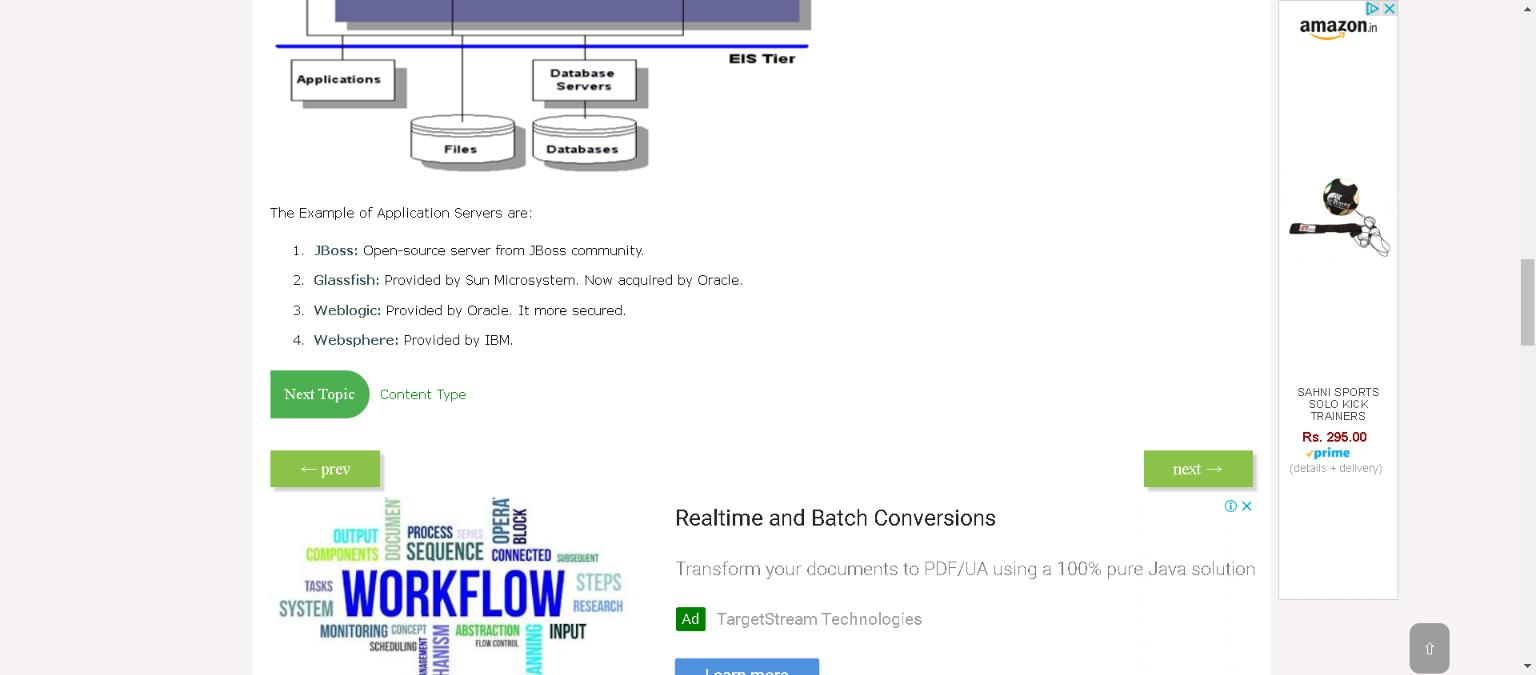 EIS Tier
Applications
Database
Servers
Files
Databases
The Example of Application Servers are:
1. JBoss: Open-source server from JBoss community.
2. Glassfish: Provided by Sun Microsystem. Now acquired by Oracle.
3. Weblogic: Provided by Oracle. It more secured.
4. Websphere: Provided by IBM.
Next Topic Content Type
← prev
next →
OUTPUT
COMPONENTS
PROCESS
SERIES
SEQUENCE
BLOCK
CONNECTED
SUBSEQUENT
TASKS
WORKFLOW
STEPS
SYSTEM
RESEARCH
MONITORING
CONCEPT
ABSTRACTION
INPUT
SCHEDULING
FLOW CONTROL
Realtime and Batch Conversions
Transform your documents to PDF/UA using a 100% pure Java solution
Ad TargetStream Technologies
Learn more
amazon.in
SAHNI SPORTS
SOLO KICK
TRAINERS
Rs. 295.00
prime
(details + delivery)